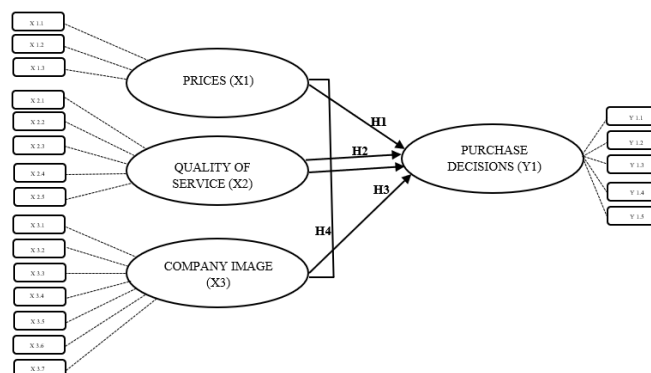 X 1.1
X 1.2
X 1.3
PRICES (X1)
X 2.1
X 2.2
X 2.3
X 2.4
X 2.5
QUALITY OF
SERVICE (X2)
X 3.1
X 3.2
X 3.3
X 3.4
X 3.5
X 3.6
X 3.7
COMPANY IMAGE
(X3)
H1
H2
H3
H4
PURCHASE
DECISIONS (Y1)
Y 1.1
Y 1.2
Y 1.3
Y 1.4
Y 1.5